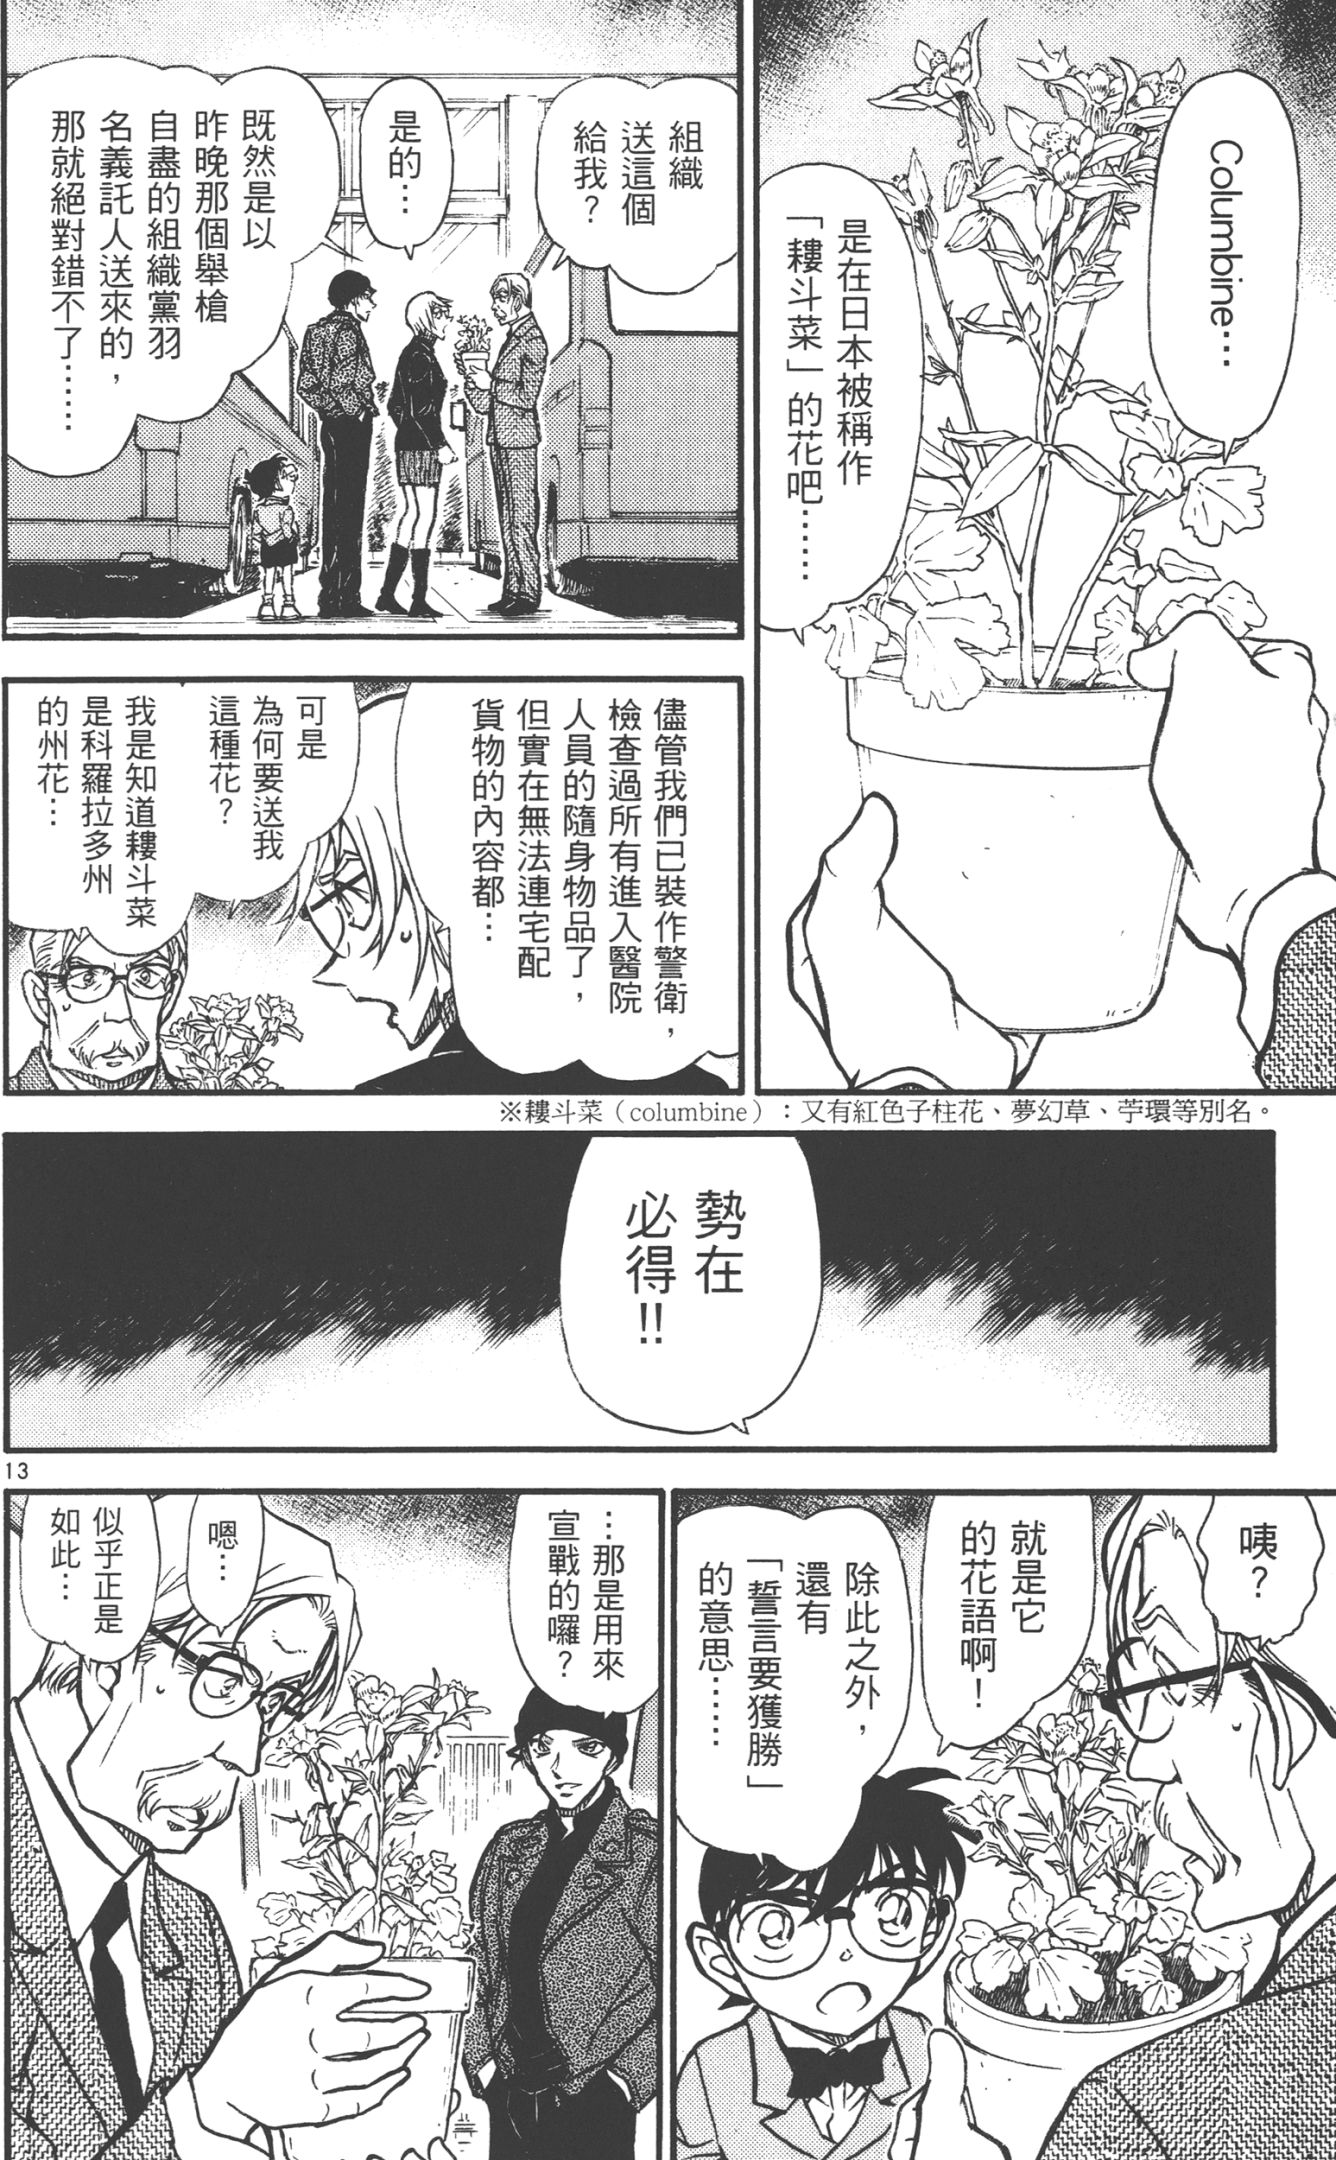 Columbine…
是在日本被稱作
「耬斗菜」的花吧……
組織
送這個
給我？
是的…
既然是以
昨晚那個舉槍
自盡的組織黨羽
名義託人送來的，
那就絕對錯不了……
儘管我們已裝作警衛，
檢查過所有進入醫院
人員的隨身物品了，
但實在無法連宅配
貨物的內容都…
可是
為何要送我
這種花？
我是知道耬斗菜
是科羅拉多州
的州花…
※耬斗菜（columbine）：又有紅色子柱花、夢幻草、苧環等別名。
勢在
必得!!
13
咦？
就是它
的花語啊！
除此之外，
還有
「誓言要獲勝」
的意思……
…那是用來
宣戰的囉？
嗯…
似乎正是
如此…